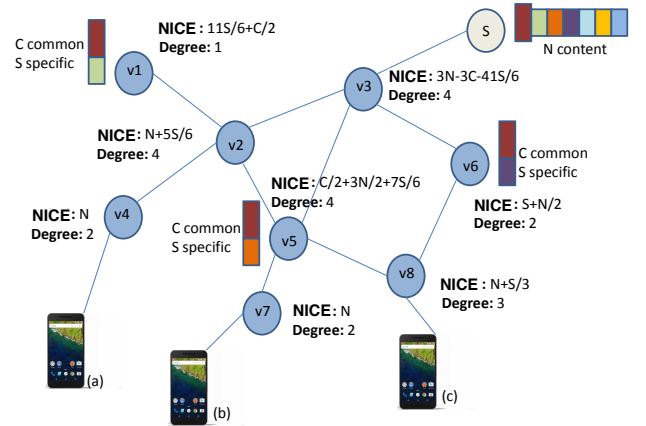 C common
S specific
v1
NICE: 11S/6+C/2
Degree: 1
S
N content
v3
NICE: 3N-3C-41S/6
Degree: 4
NICE: N+5S/6
Degree: 4
v2
v6
C common
S specific
NICE: S+N/2
Degree: 2
NICE: C/2+3N/2+7S/6
Degree: 4
NICE: N
Degree: 2
v4
C common
S specific
v5
v8
NICE: N+S/3
Degree: 3
v7
NICE: N
Degree: 2
(a)
(b)
(c)